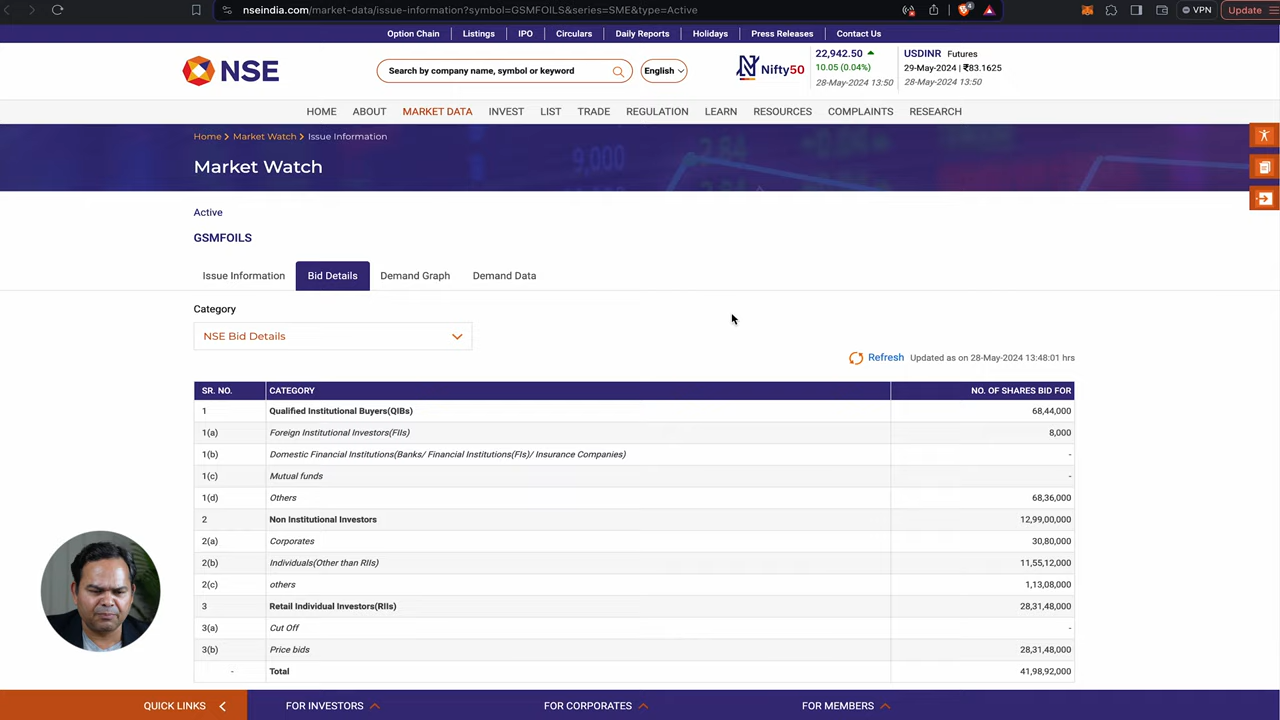 nseindia.com/market-data/issue-information?symbol=GSMFOILS&series=SME&type=Active
4
VPN
Update
Option Chain
Listings
IPO
Circulars
Daily Reports
Holidays
Press Releases
Contact Us
NSE
Search by company name, symbol or keyword
English
Nifty50
22,942.50
10.05 (0.04%)
28-May-2024 13:50
USDINR Futures
29-May-2024 | ₹83.1625
28-May-2024 13:50
HOME
ABOUT
MARKET DATA
INVEST
LIST
TRADE
REGULATION
LEARN
RESOURCES
COMPLAINTS
RESEARCH
Home > Market Watch > Issue Information
9,000
2.84
2.84
Market Watch
Active
GSMFOILS
Issue Information
Bid Details
Demand Graph
Demand Data
Category
NSE Bid Details
Refresh Updated as on 28-May-2024 13:48:01 hrs
SR. NO. CATEGORY NO. OF SHARES BID FOR
1 Qualified Institutional Buyers(QIBs) 68,44,000
1(a) Foreign Institutional Investors(FIIs) 8,000
1(b) Domestic Financial Institutions(Banks/ Financial Institutions(FIs)/ Insurance Companies) -
1(c) Mutual funds -
1(d) Others 68,36,000
2 Non Institutional Investors 12,99,00,000
2(a) Corporates 30,80,000
2(b) Individuals(Other than RIIs) 11,55,12,000
2(c) others 1,13,08,000
3 Retail Individual Investors(RIIs) 28,31,48,000
3(a) Cut Off -
3(b) Price bids 28,31,48,000
- Total 41,98,92,000
QUICK LINKS
FOR INVESTORS
FOR CORPORATES
FOR MEMBERS